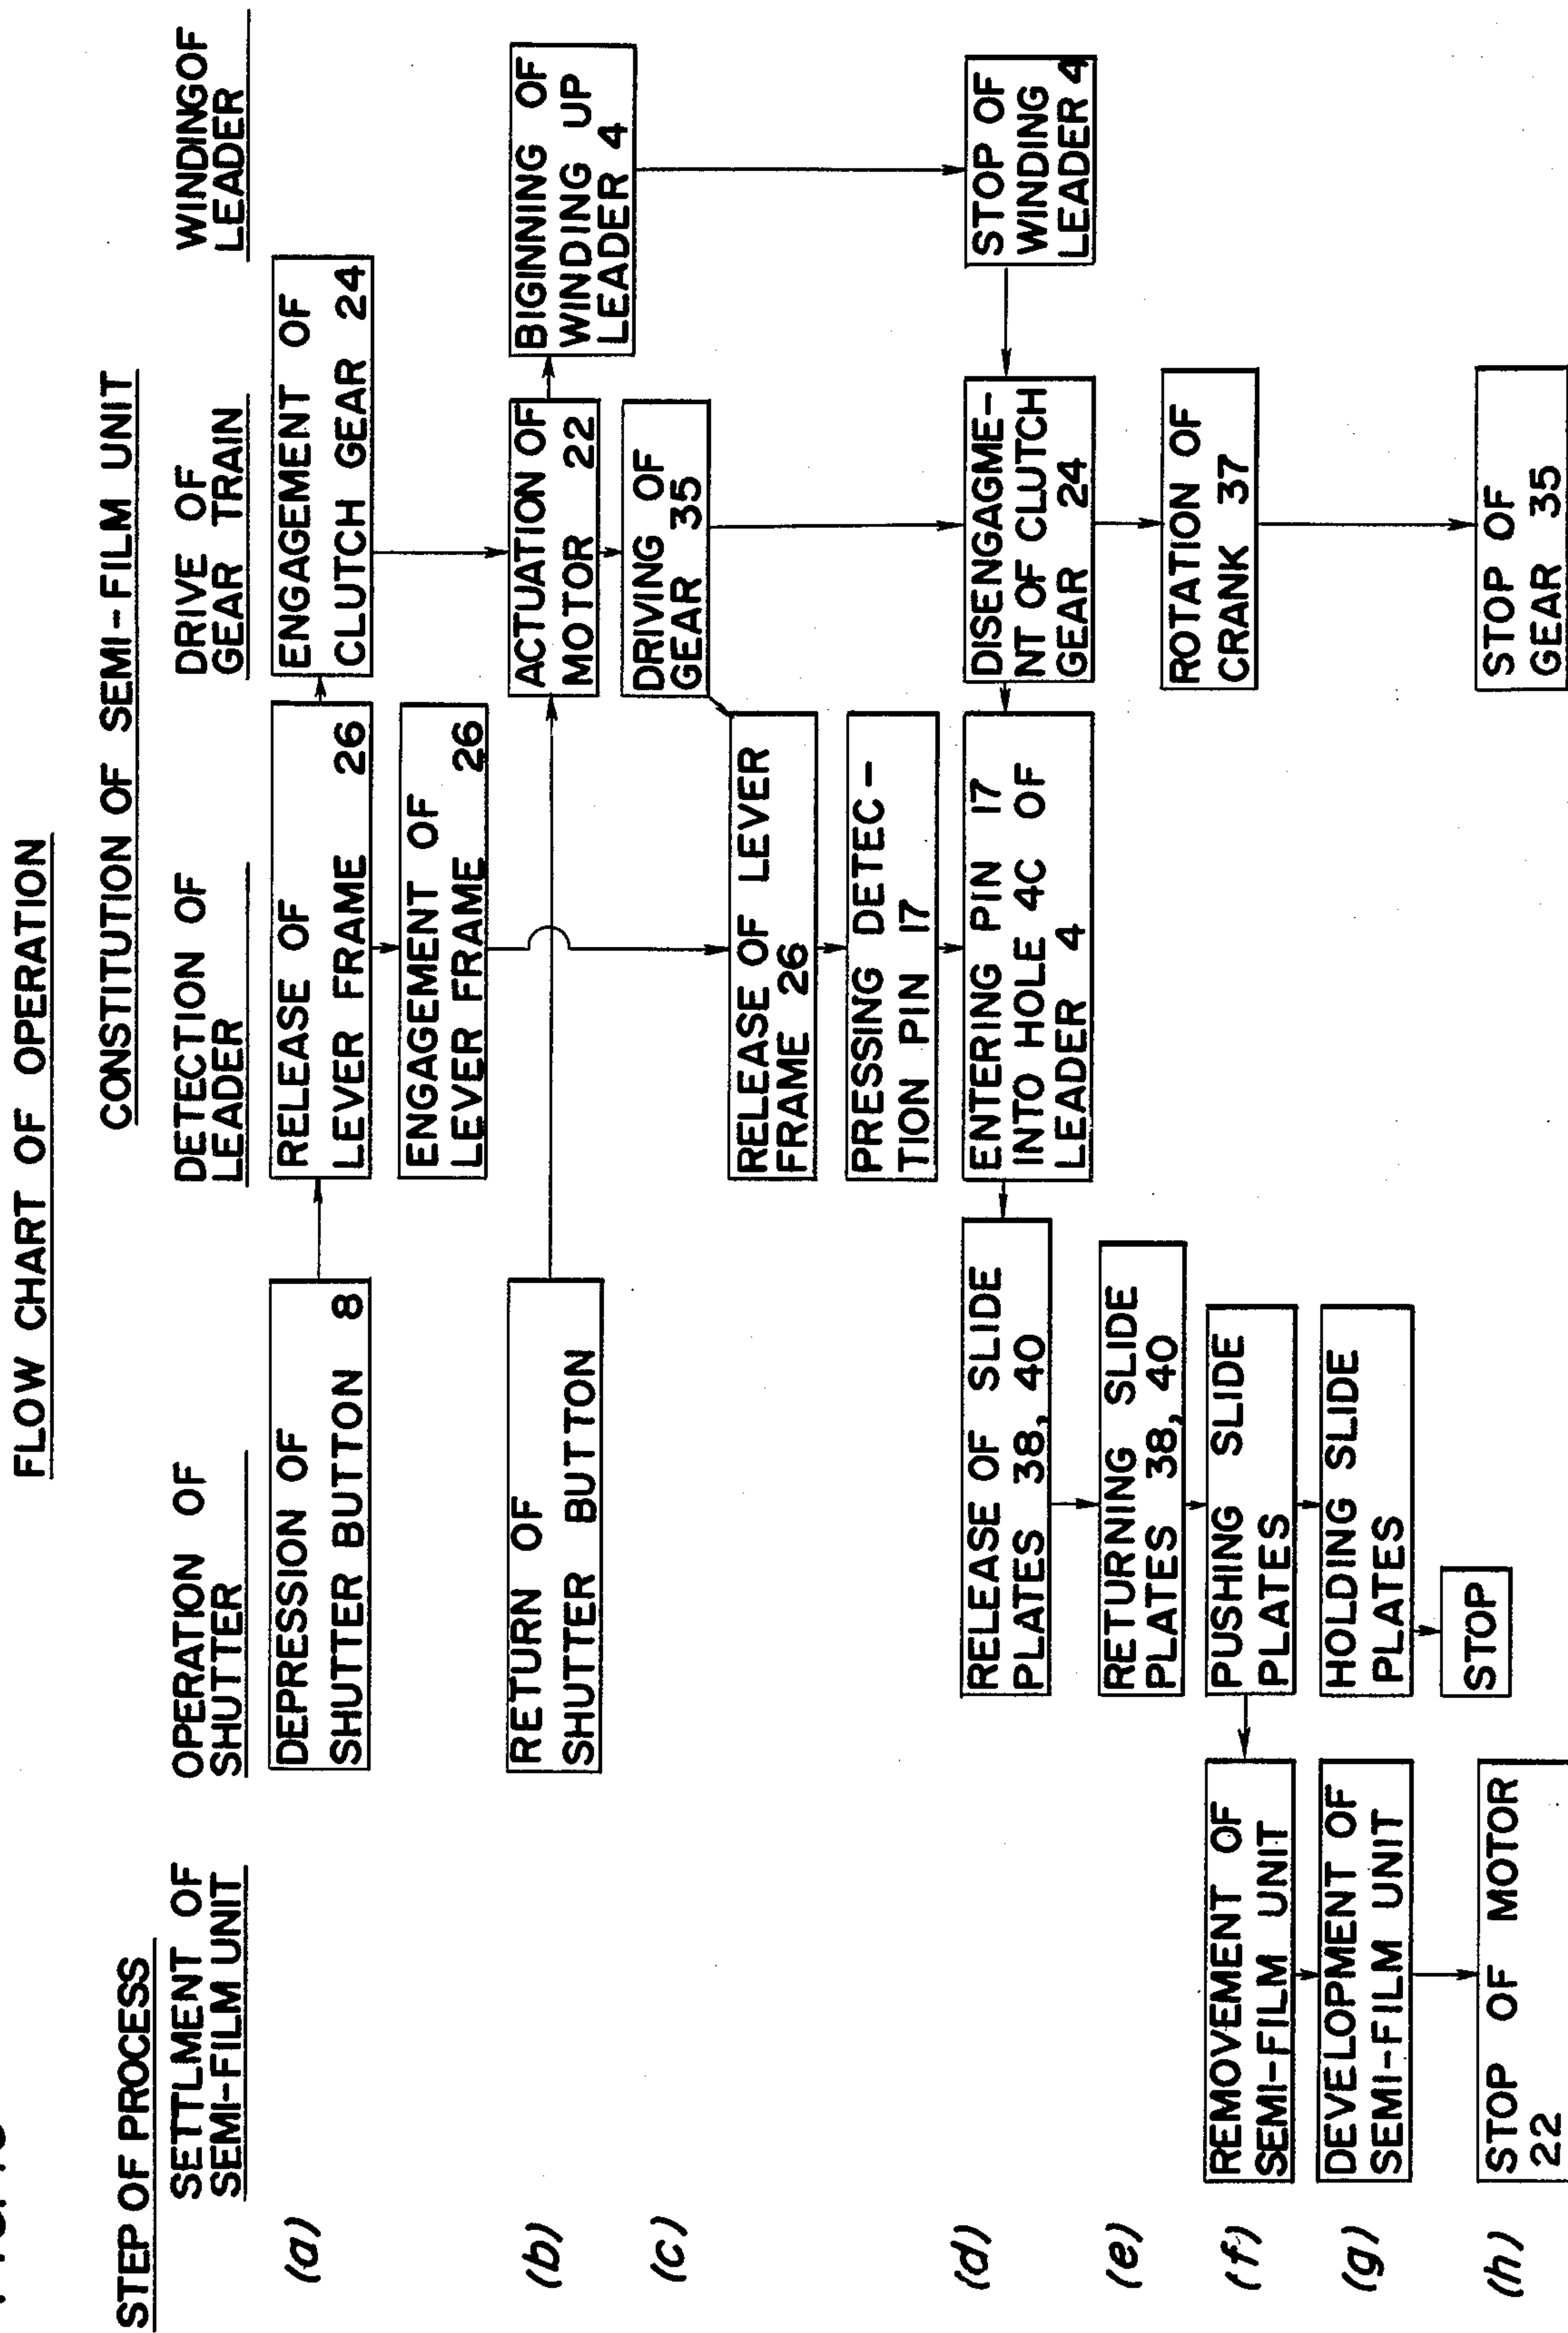 FLOW CHART OF OPERATION
CONSTITUTION OF SEMI-FILM UNIT
STEP OF PROCESS
SETTLMENT OF
SEMI-FILM UNIT
OPERATION OF
SHUTTER
DETECTION OF
LEADER
DRIVE OF
GEAR TRAIN
WINDING OF
LEADER
(a)
DEPRESSION OF
SHUTTER BUTTON 8
RELEASE OF
LEVER FRAME 26
ENGAGEMENT OF
CLUTCH GEAR 24
ENGAGEMENT OF
LEVER FRAME 26
(b)
RETURN OF
SHUTTER BUTTON
ACTUATION OF
MOTOR 22
BIGINNING OF
WINDING UP
LEADER 4
(c)
DRIVING OF
GEAR 35
RELEASE OF LEVER
FRAME 26
PRESSING DETEC-
TION PIN 17
(d)
RELEASE OF SLIDE
PLATES 38, 40
ENTERING PIN 17
INTO HOLE 4C OF
LEADER 4
DISENGAGME-
NT OF CLUTCH
GEAR 24
STOP OF
WINDING
LEADER 4
(e)
RETURNING SLIDE
PLATES 38, 40
ROTATION OF
CRANK 37
(f)
REMOVEMENT OF
SEMI-FILM UNIT
PUSHING SLIDE
PLATES
(g)
DEVELOPMENT OF
SEMI-FILM UNIT
HOLDING SLIDE
PLATES
(h)
STOP OF MOTOR
22
STOP
STOP OF
GEAR 35